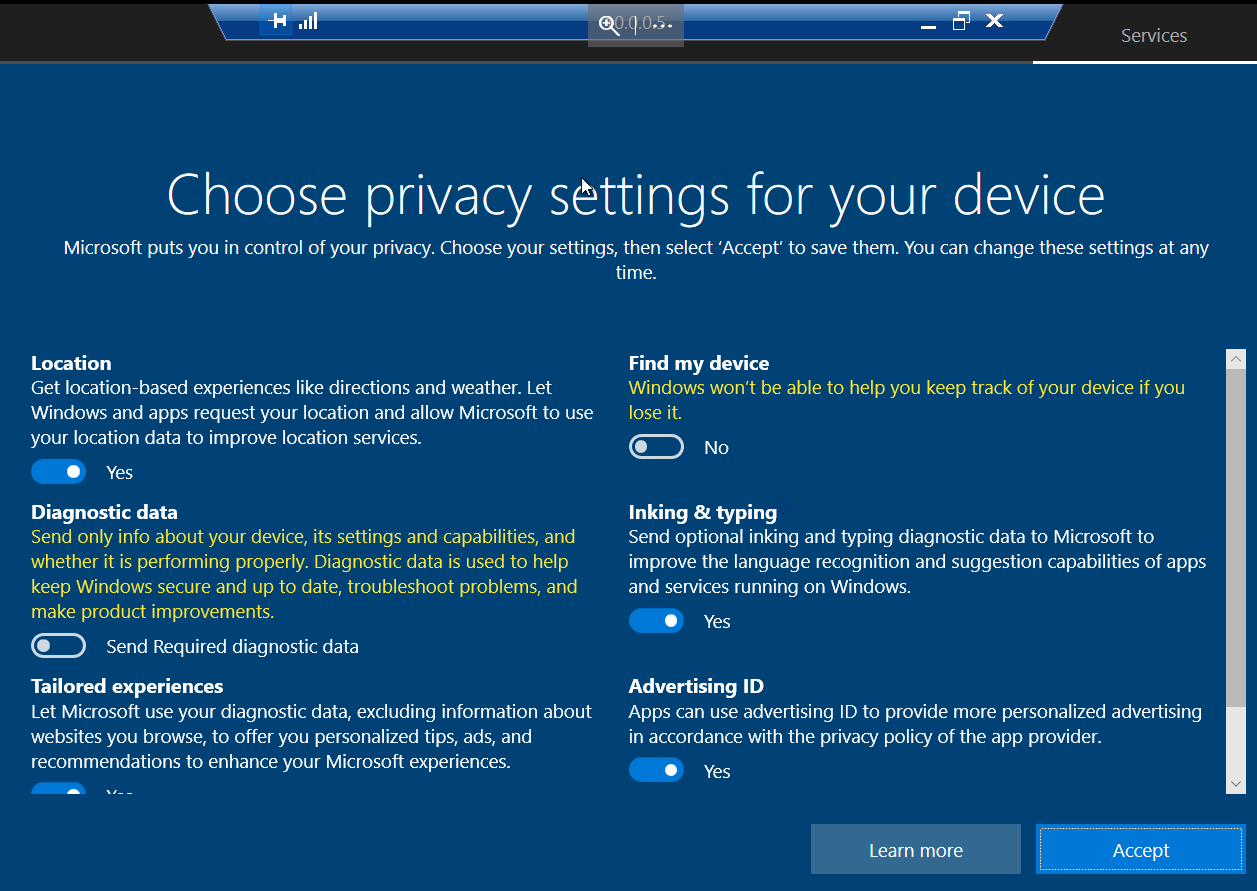 Services
Choose privacy settings for your device
Microsoft puts you in control of your privacy. Choose your settings, then select ‘Accept’ to save them. You can change these settings at any
time.
Location
Get location-based experiences like directions and weather. Let
Windows and apps request your location and allow Microsoft to use
your location data to improve location services.
Yes
Find my device
Windows won’t be able to help you keep track of your device if you
lose it.
No
Diagnostic data
Send only info about your device, its settings and capabilities, and
whether it is performing properly. Diagnostic data is used to help
keep Windows secure and up to date, troubleshoot problems, and
make product improvements.
Send Required diagnostic data
Inking & typing
Send optional inking and typing diagnostic data to Microsoft to
improve the language recognition and suggestion capabilities of apps
and services running on Windows.
Yes
Tailored experiences
Let Microsoft use your diagnostic data, excluding information about
websites you browse, to offer you personalized tips, ads, and
recommendations to enhance your Microsoft experiences.
Yes
Advertising ID
Apps can use advertising ID to provide more personalized advertising
in accordance with the privacy policy of the app provider.
Yes
Learn more
Accept